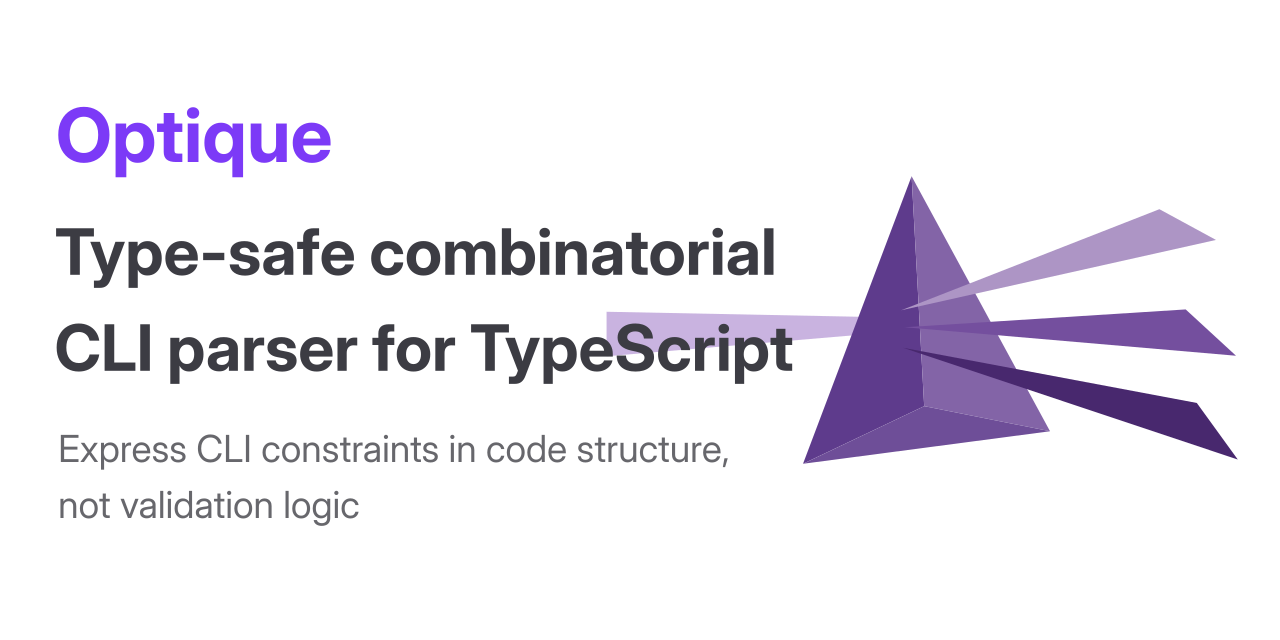 Optique
Type-safe combinatorial
CLI parser for TypeScript
Express CLI constraints in code structure,
not validation logic